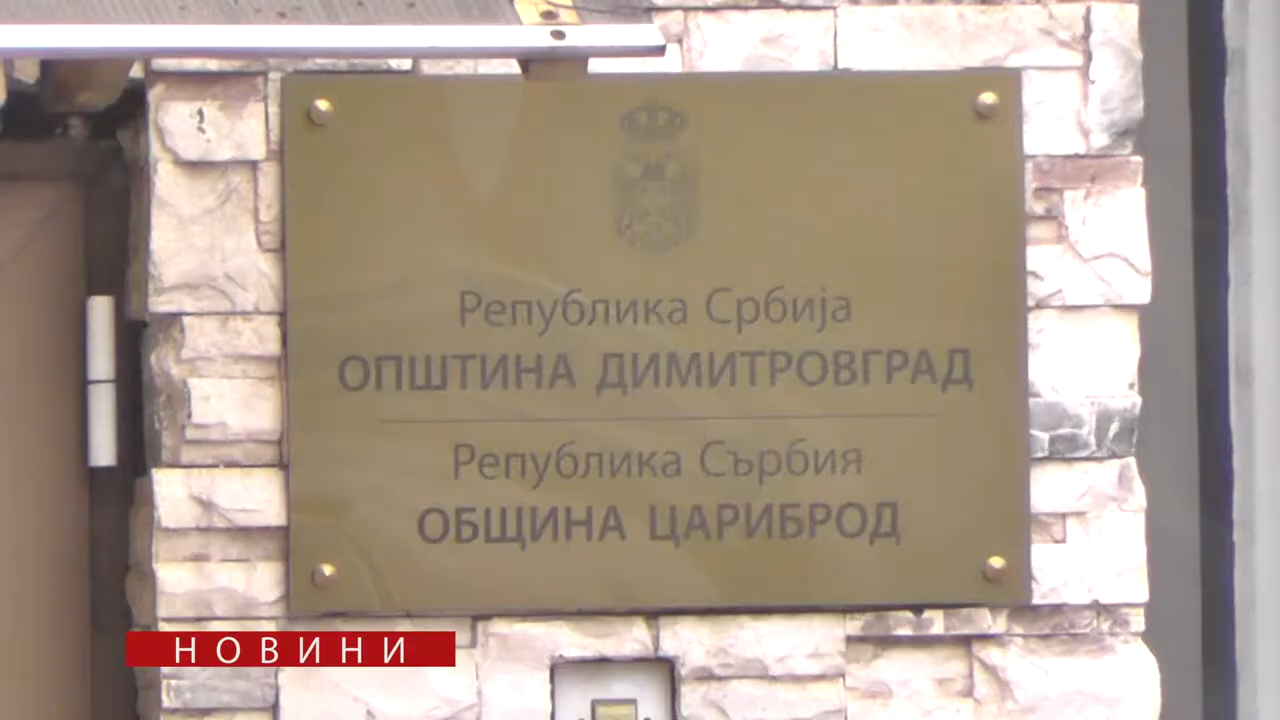 Република Србија
ОПШТИНА ДИМИТРОВГРАД
Република Сърбия
ОБЩИНА ЦАРИБРОД
НОВИНИ